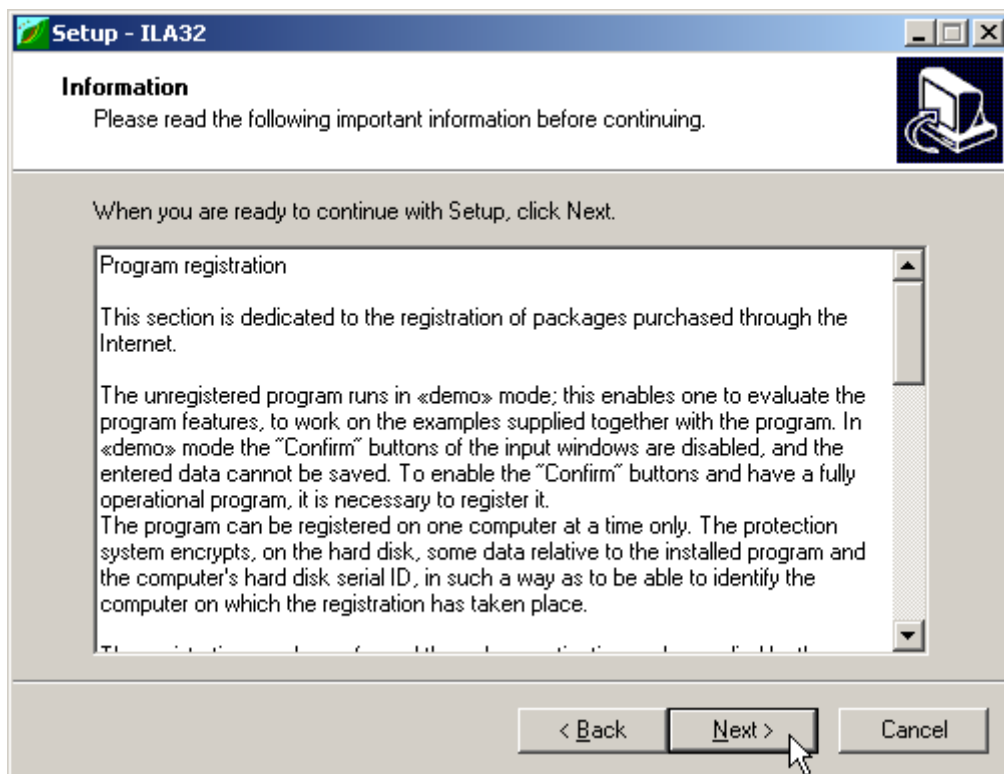 Setup - ILA32
Information
Please read the following important information before continuing.
When you are ready to continue with Setup, click Next.
Program registration
This section is dedicated to the registration of packages purchased through the
Internet.
The unregistered program runs in «demo» mode; this enables one to evaluate the
program features, to work on the examples supplied together with the program. In
«demo» mode the "Confirm" buttons of the input windows are disabled, and the
entered data cannot be saved. To enable the "Confirm" buttons and have a fully
operational program, it is necessary to register it.
The program can be registered on one computer at a time only. The protection
system encrypts, on the hard disk, some data relative to the installed program and
the computer's hard disk serial ID, in such a way as to be able to identify the
computer on which the registration has taken place.
< Back
Next >
Cancel